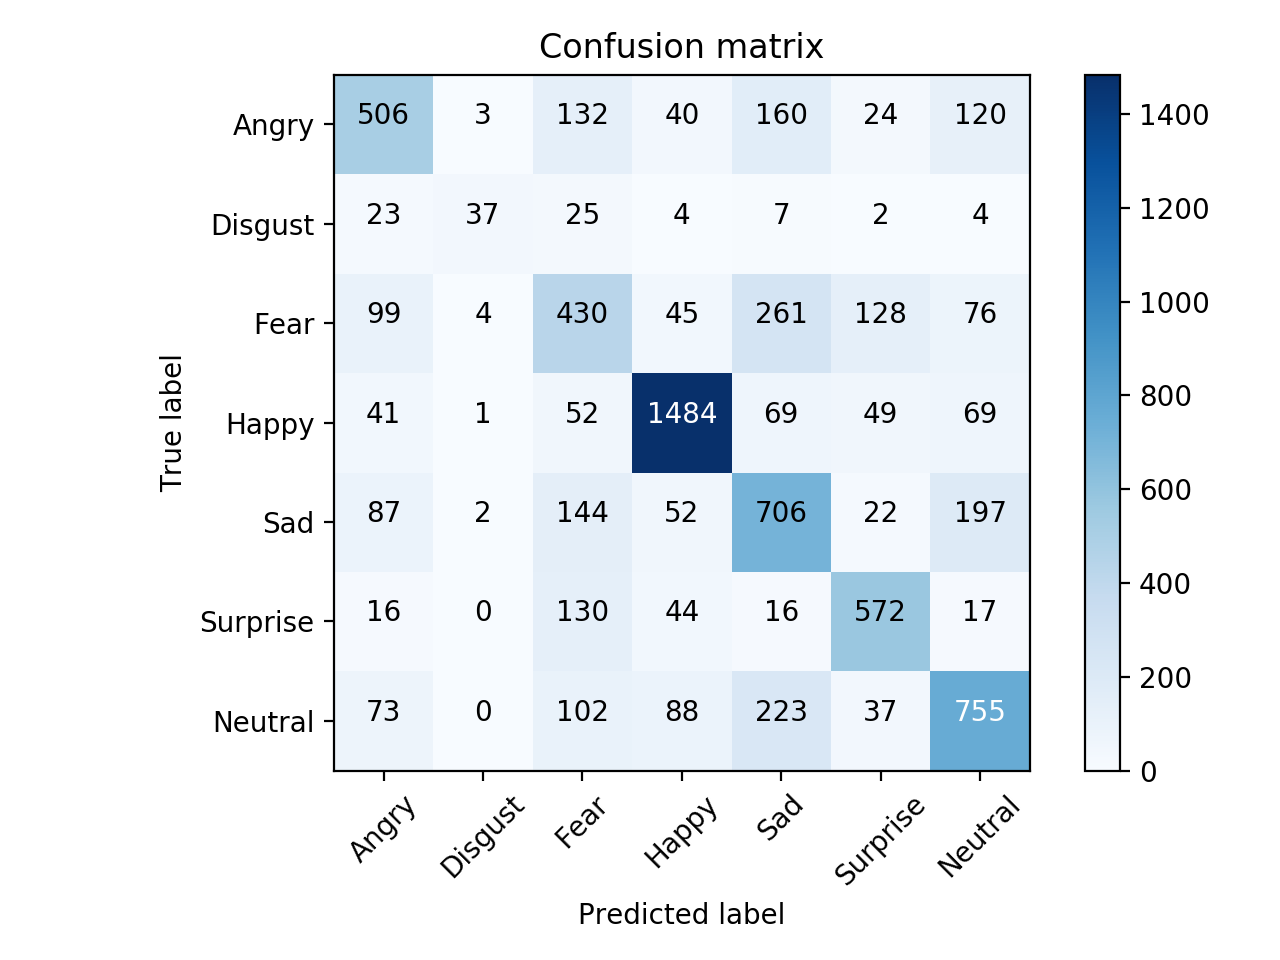 Confusion matrix
Angry 506 3 132 40 160 24 120
Disgust 23 37 25 4 7 2 4
Fear 99 4 430 45 261 128 76
Happy 41 1 52 1484 69 49 69
Sad 87 2 144 52 706 22 197
Surprise 16 0 130 44 16 572 17
Neutral 73 0 102 88 223 37 755
True label
Angry Disgust Fear Happy Sad Surprise Neutral
Predicted label
1400
1200
1000
800
600
400
200
0